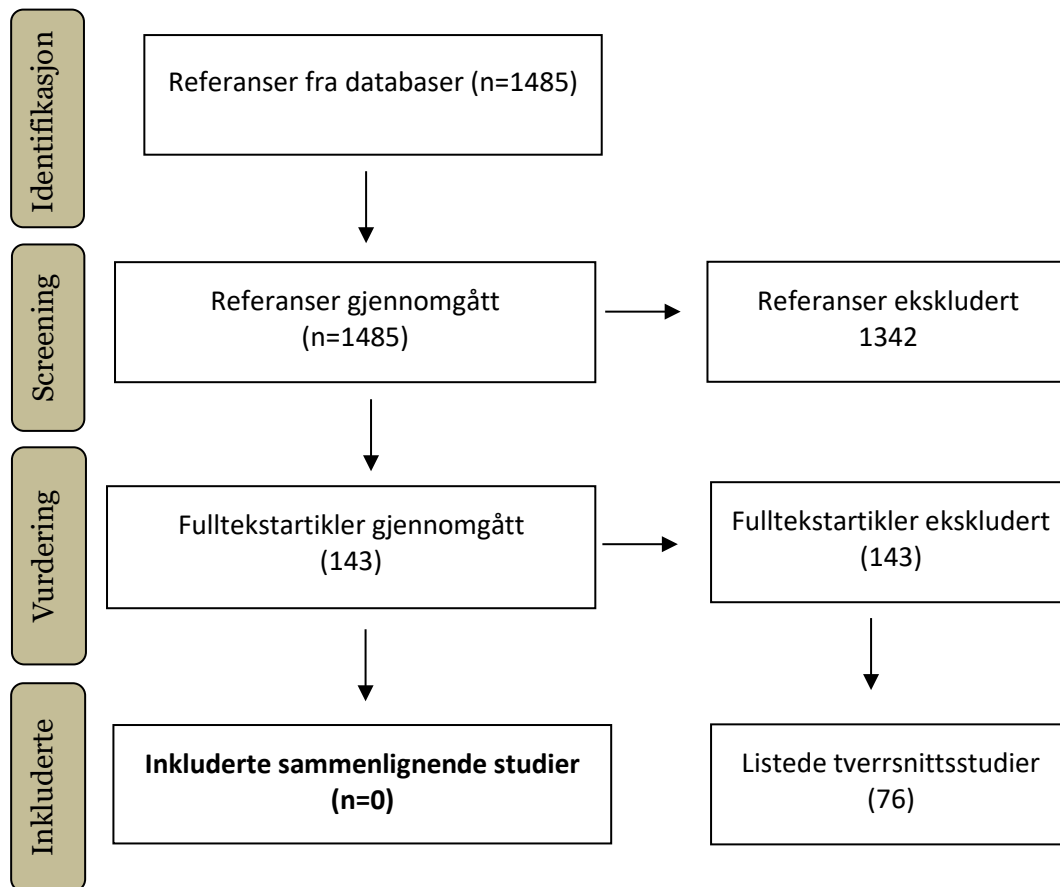 Identifikasjon
Referanser fra databaser (n=1485)
Screening
Referanser gjennomgått
(n=1485)
Referanser ekskludert
1342
Vurdering
Fulltekstartikler gjennomgått
(143)
Fulltekstartikler ekskludert
(143)
Inkluderte
Inkluderte sammenlignende studier
(n=0)
Listede tverrsnittsstudier
(76)